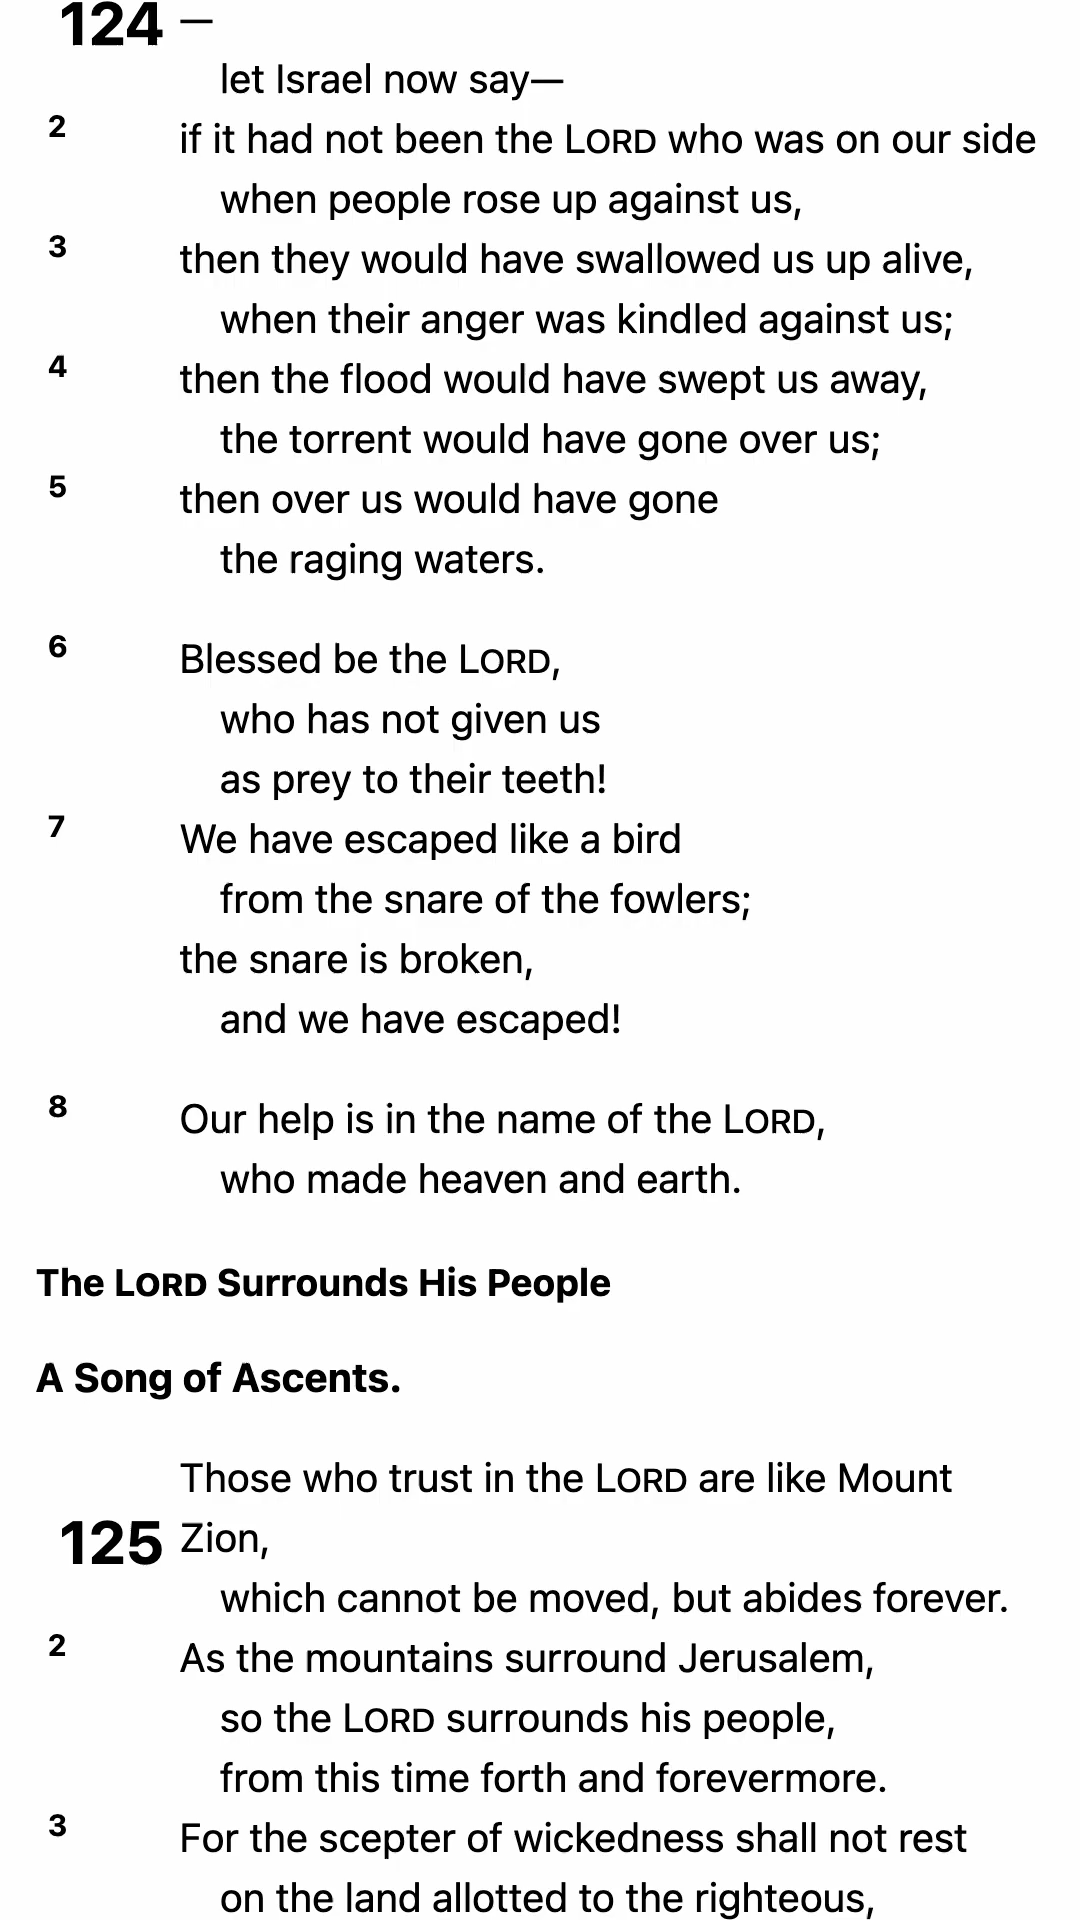 124 —
let Israel now say—
2 if it had not been the LORD who was on our side
when people rose up against us,
3 then they would have swallowed us up alive,
when their anger was kindled against us;
4 then the flood would have swept us away,
the torrent would have gone over us;
5 then over us would have gone
the raging waters.
6 Blessed be the LORD,
who has not given us
as prey to their teeth!
7 We have escaped like a bird
from the snare of the fowlers;
the snare is broken,
and we have escaped!
8 Our help is in the name of the LORD,
who made heaven and earth.
The LORD Surrounds His People
A Song of Ascents.
Those who trust in the LORD are like Mount
125 Zion,
which cannot be moved, but abides forever.
2 As the mountains surround Jerusalem,
so the LORD surrounds his people,
from this time forth and forevermore.
3 For the scepter of wickedness shall not rest
on the land allotted to the righteous,